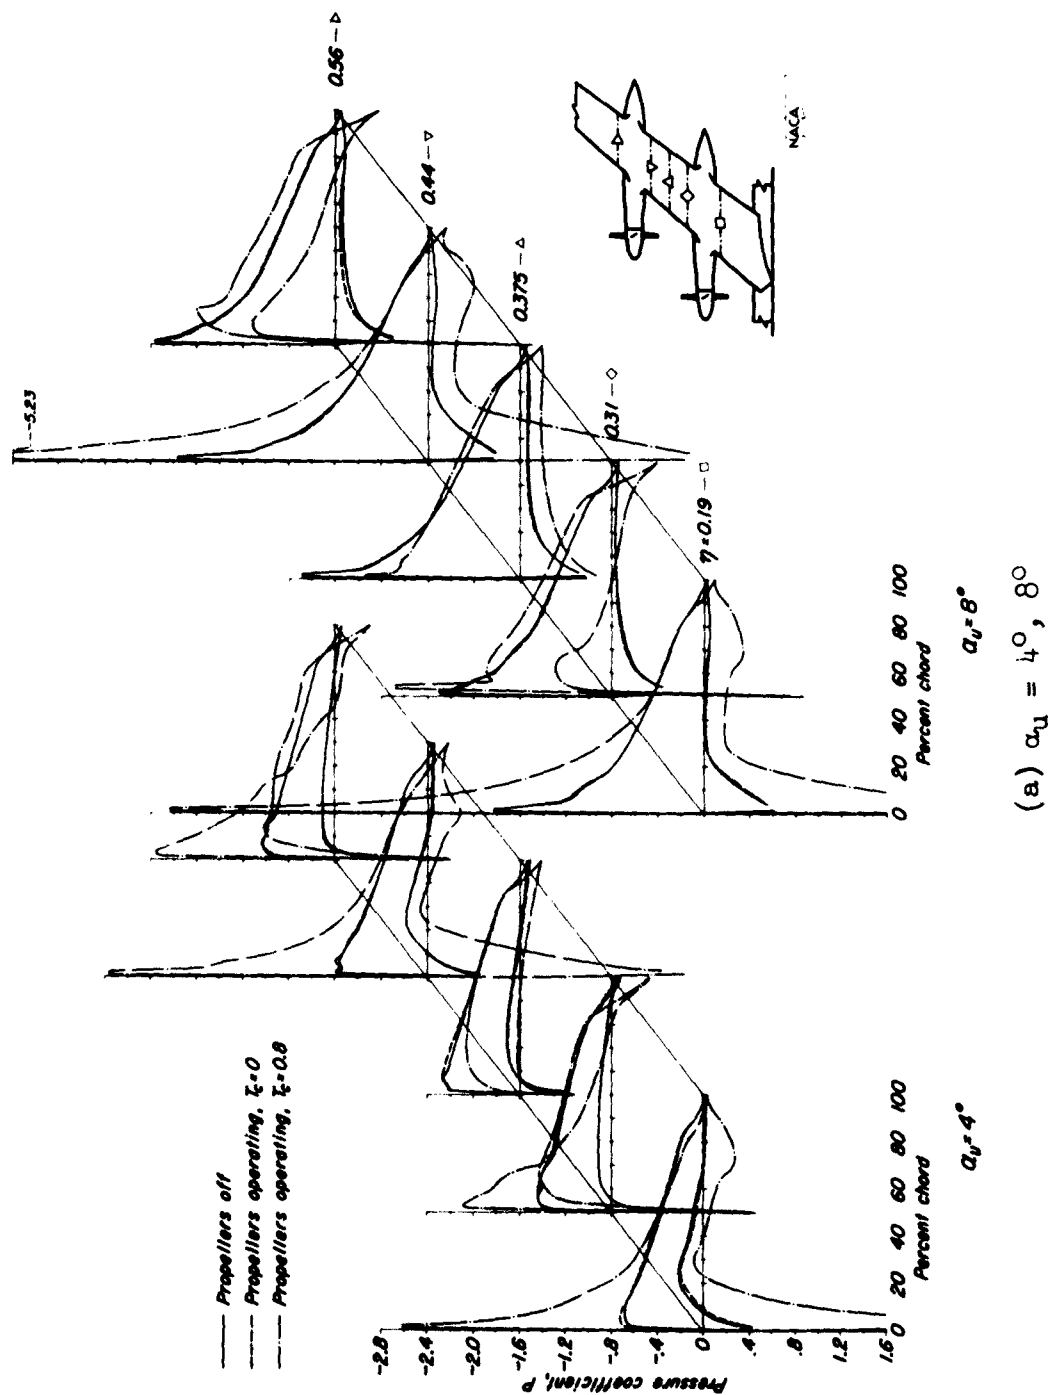 Propellers off
Propellers operating, Tc=0
Propellers operating, Tc=0.8
-5.23
0.56
0.44
0.375
0.31
η=0.19
NACA
Pressure coefficient, P
-2.8
-2.4
-2.0
-1.6
-1.2
-.8
-.4
0
.4
.8
1.2
1.6
0 20 40 60 80 100
Percent chord
αu=4°
0 20 40 60 80 100
Percent chord
αu=8°
(a) αu = 4°, 8°